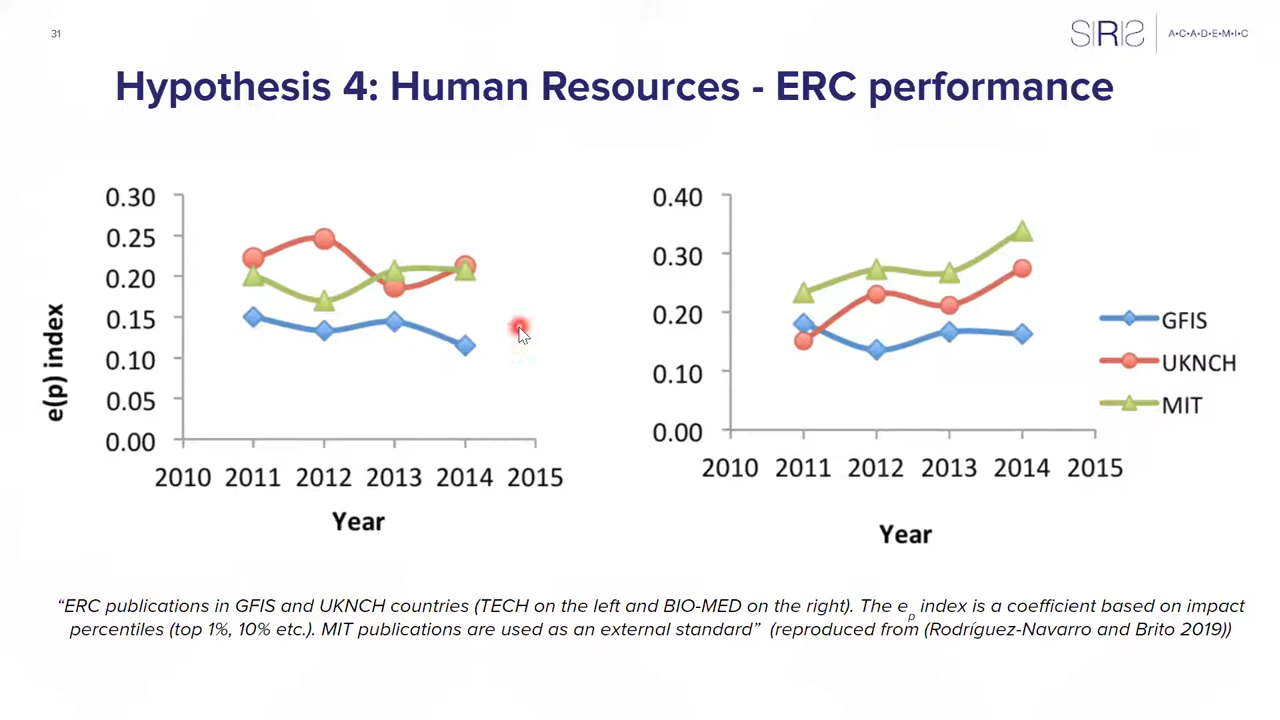 31
SIRIS A•C•A•D•E•M•I•C
Hypothesis 4: Human Resources - ERC performance
0.30
0.25
0.20
0.15
0.10
0.05
0.00
e(p) index
2010 2011 2012 2013 2014 2015
Year
0.40
0.30
0.20
0.10
0.00
2010 2011 2012 2013 2014 2015
Year
GFIS
UKNCH
MIT
“ERC publications in GFIS and UKNCH countries (TECH on the left and BIO-MED on the right). The ep index is a coefficient based on impact
percentiles (top 1%, 10% etc.). MIT publications are used as an external standard” (reproduced from (Rodríguez-Navarro and Brito 2019))